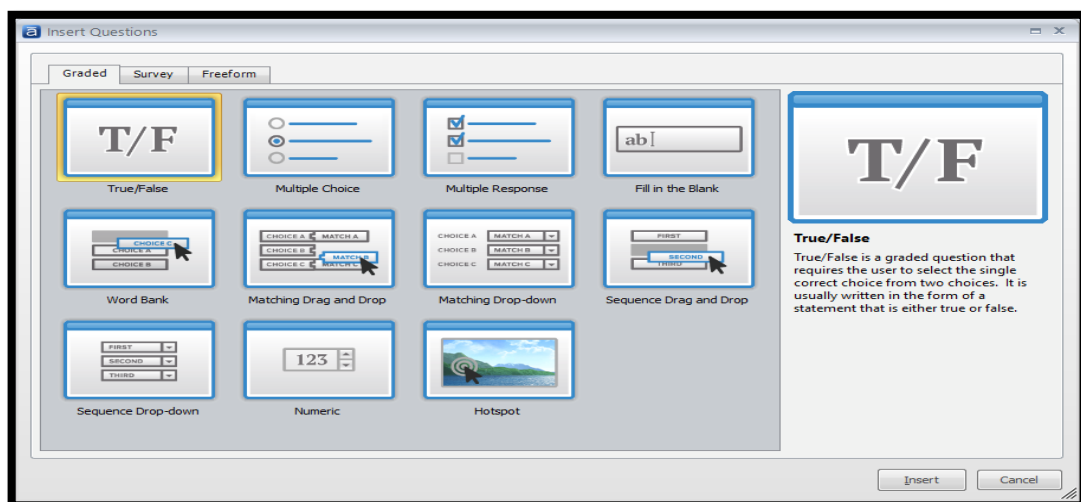 a Insert Questions
Graded Survey Freeform
T/F
True/False
Multiple Choice
Multiple Response
ab
Fill in the Blank
CHOICE C
CHOICE A
CHOICE B
Word Bank
CHOICE A MATCH A
CHOICE B MATCH B
CHOICE C MATCH C
Matching Drag and Drop
CHOICE A MATCH A
CHOICE B MATCH B
CHOICE C MATCH C
Matching Drop-down
FIRST
SECOND
THIRD
Sequence Drag and Drop
FIRST
SECOND
THIRD
Sequence Drop-down
123
Numeric
Hotspot
T/F
True/False
True/False is a graded question that
requires the user to select the single
correct choice from two choices. It is
usually written in the form of a
statement that is either true or false.
Insert Cancel